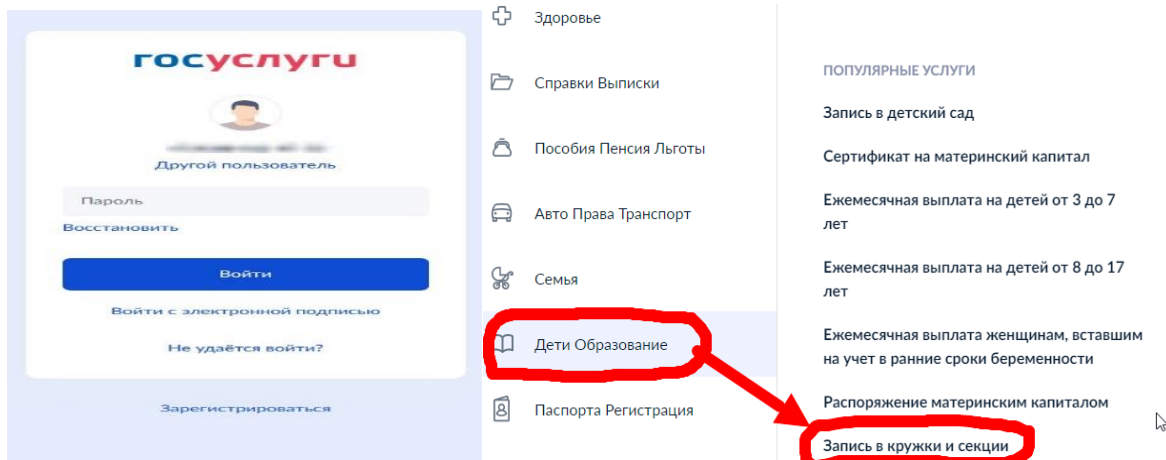 госуслуги
Другой пользователь
Пароль
Восстановить
Войти
Войти с электронной подписью
Не удаётся войти?
Зарегистрироваться
Здоровье
Справки Выписки
Пособия Пенсия Льготы
Авто Права Транспорт
Семья
Дети Образование
Паспорта Регистрация
ПОПУЛЯРНЫЕ УСЛУГИ
Запись в детский сад
Сертификат на материнский капитал
Ежемесячная выплата на детей от 3 до 7
лет
Ежемесячная выплата на детей от 8 до 17
лет
Ежемесячная выплата женщинам, вставшим
на учет в ранние сроки беременности
Распоряжение материнским капиталом
Запись в кружки и секции